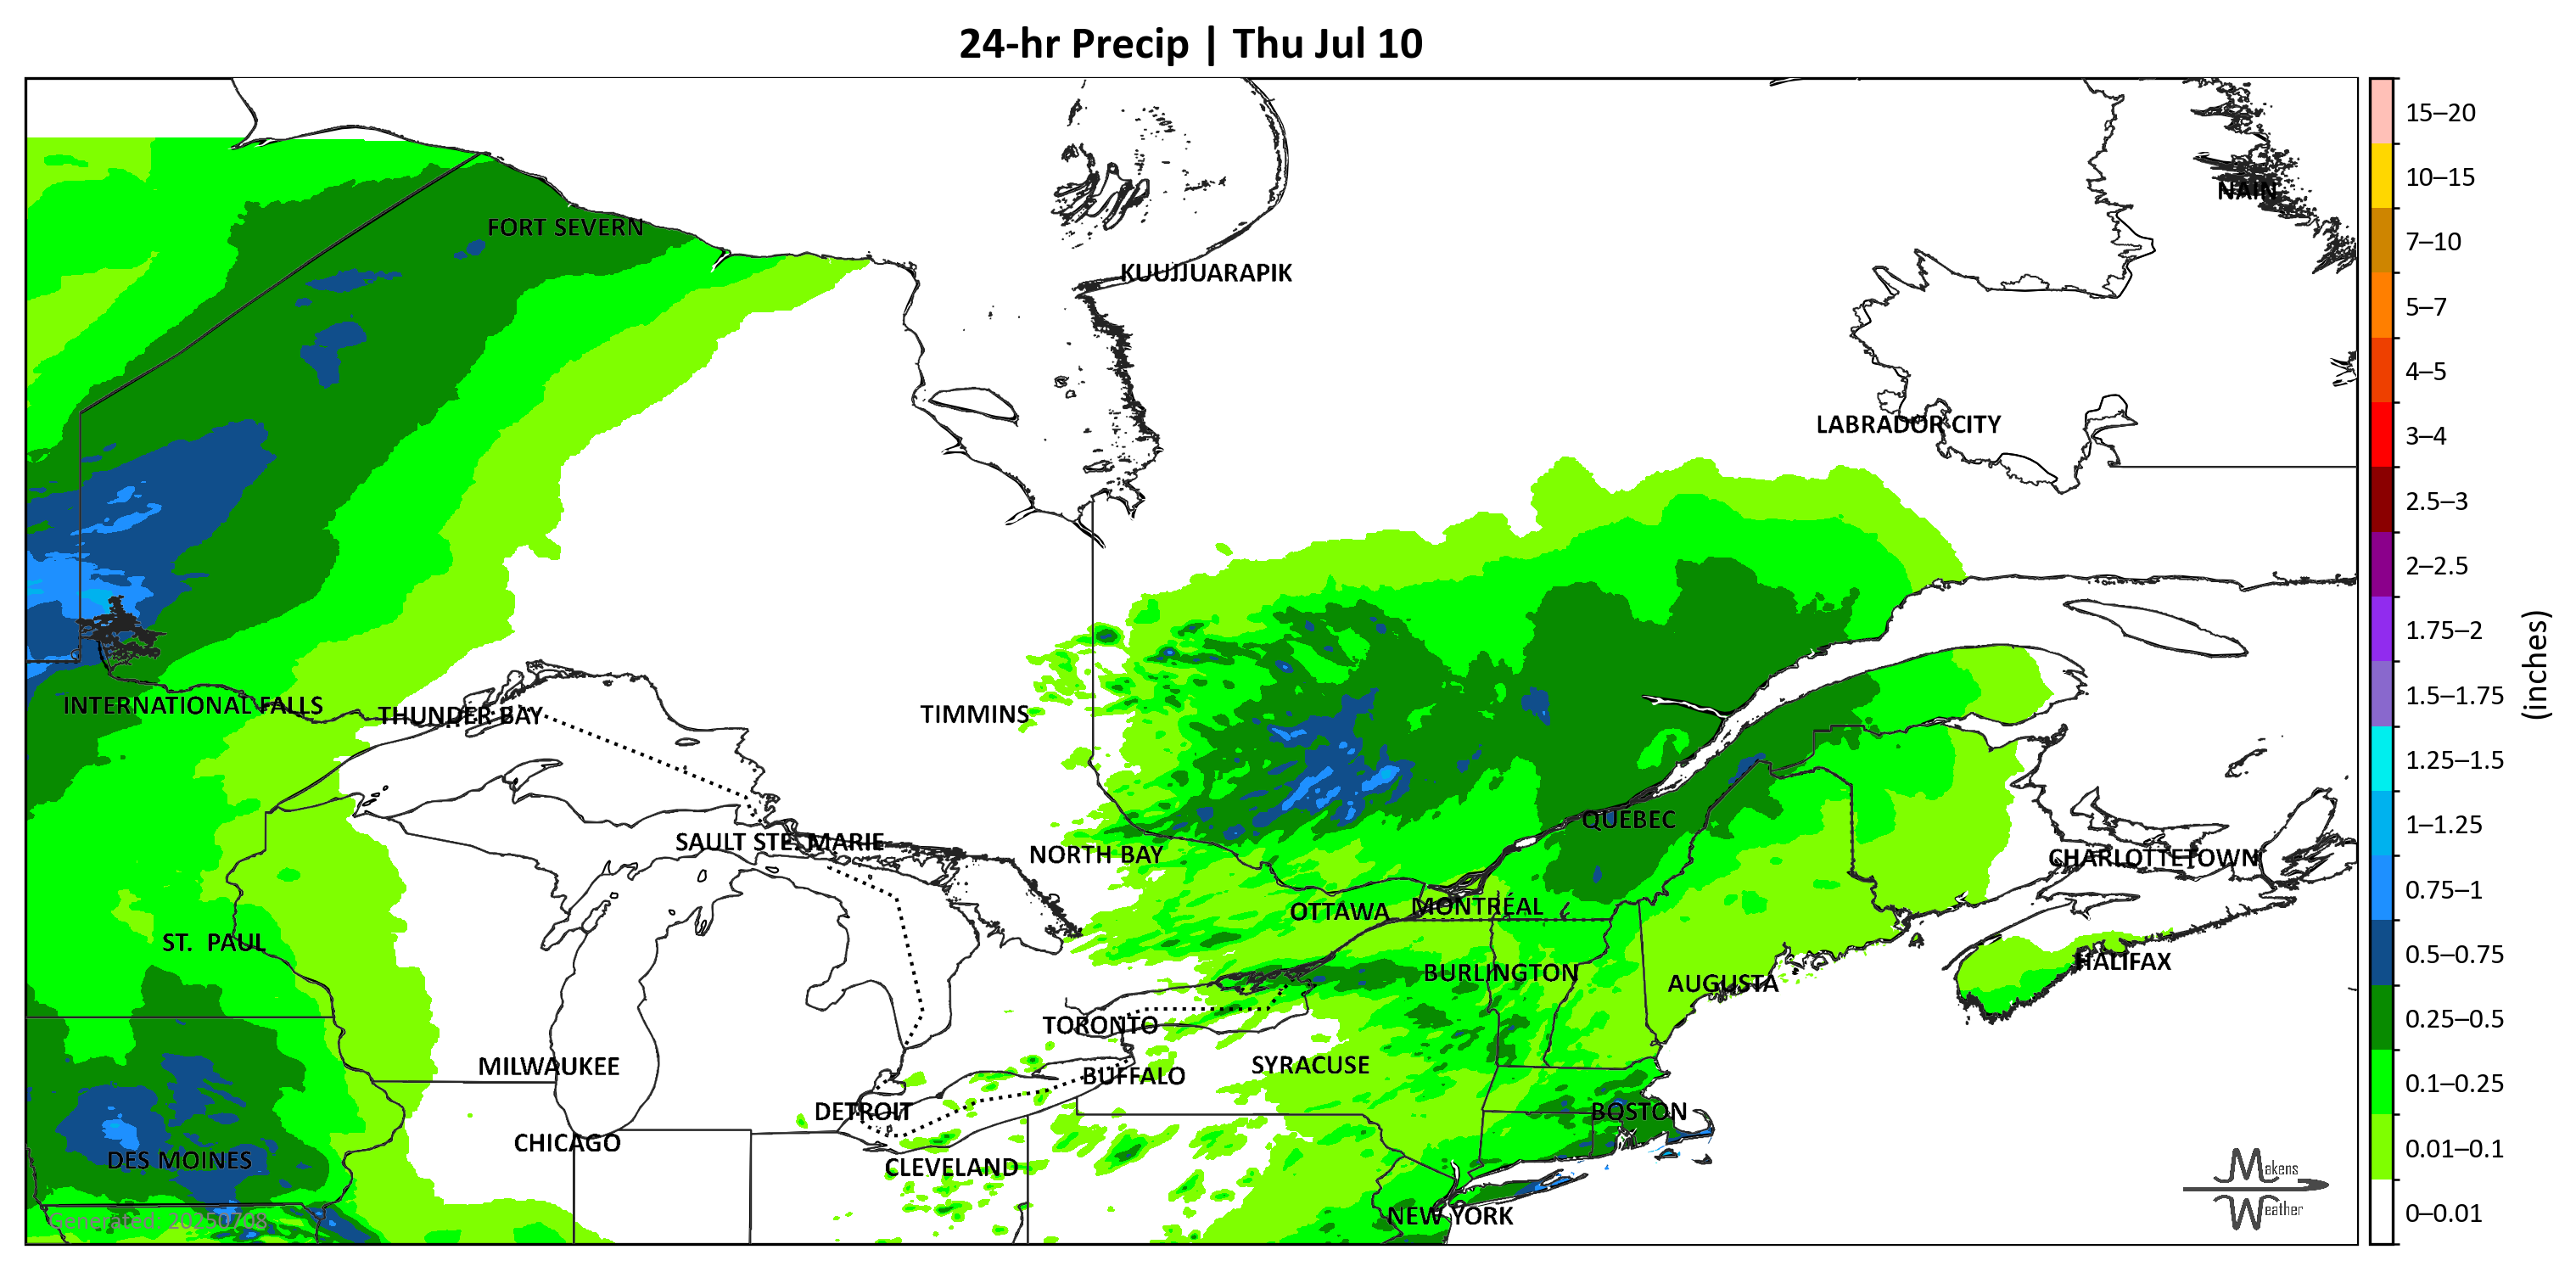 24-hr Precip | Thu Jul 10
15–20
10–15
7–10
5–7
4–5
3–4
2.5–3
2–2.5
1.75–2
1.5–1.75
1.25–1.5
1–1.25
0.75–1
0.5–0.75
0.25–0.5
0.1–0.25
0.01–0.1
0–0.01
(inches)
NAIN
FORT SEVERN
KUUJJUARAPIK
LABRADOR CITY
INTERNATIONAL FALLS
THUNDER BAY
TIMMINS
SAULT STE. MARIE
NORTH BAY
QUEBEC
CHARLOTTETOWN
OTTAWA
MONTRÉAL
ST. PAUL
HALIFAX
BURLINGTON
AUGUSTA
TORONTO
MILWAUKEE
SYRACUSE
BUFFALO
DETROIT
BOSTON
CHICAGO
DES MOINES
CLEVELAND
NEW YORK
Generated: 20250708
Makens
Weather